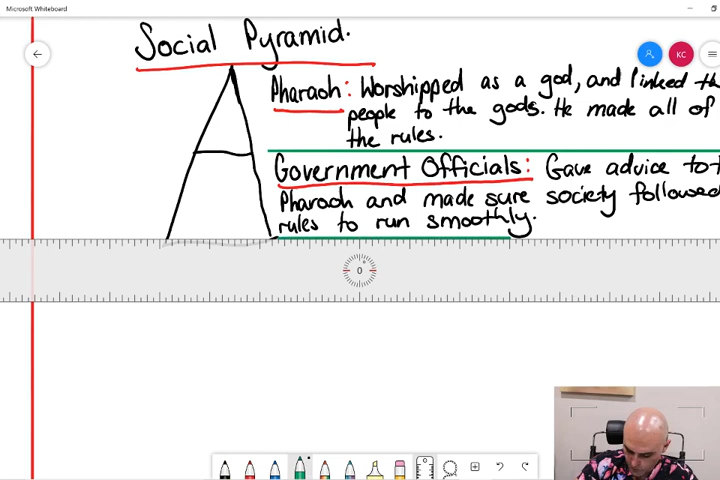 Microsoft Whiteboard
Social Pyramid.
KC
Pharaoh: Worshipped as a god, and linked
people to the gods. He made all of
the rules.
Government Officials: Gave advice to
Pharaoh and made sure society followed
rules to run smoothly.
0°